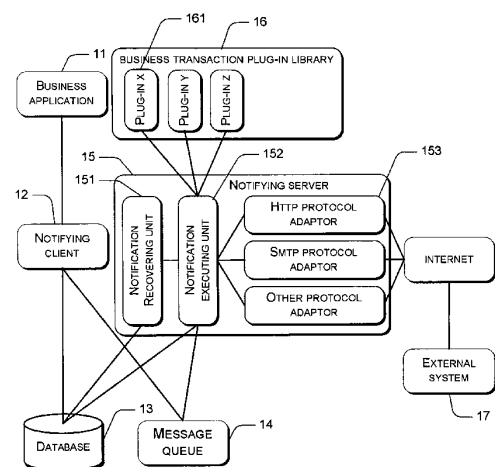 161
16
11
BUSINESS TRANSACTION PLUG-IN LIBRARY
BUSINESS
APPLICATION
PLUG-IN X
PLUG-IN Y
PLUG-IN Z
15
152
153
12
151
NOTIFYING SERVER
NOTIFYING
CLIENT
NOTIFICATION
RECOVERING UNIT
NOTIFICATION
EXECUTING UNIT
HTTP PROTOCOL
ADAPTOR
SMTP PROTOCOL
ADAPTOR
OTHER PROTOCOL
ADAPTOR
INTERNET
EXTERNAL
SYSTEM
17
DATABASE
13
MESSAGE
QUEUE
14